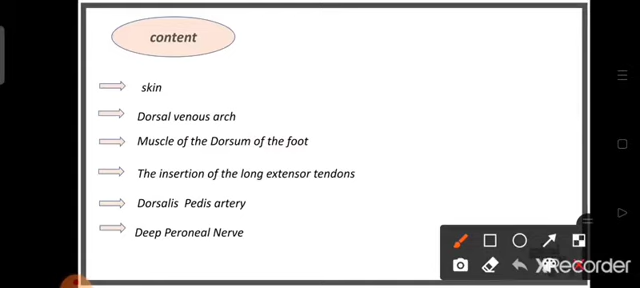 content
skin
Dorsal venous arch
Muscle of the Dorsum of the foot
The insertion of the long extensor tendons
Dorsalis Pedis artery
Deep Peroneal Nerve
XRecorder